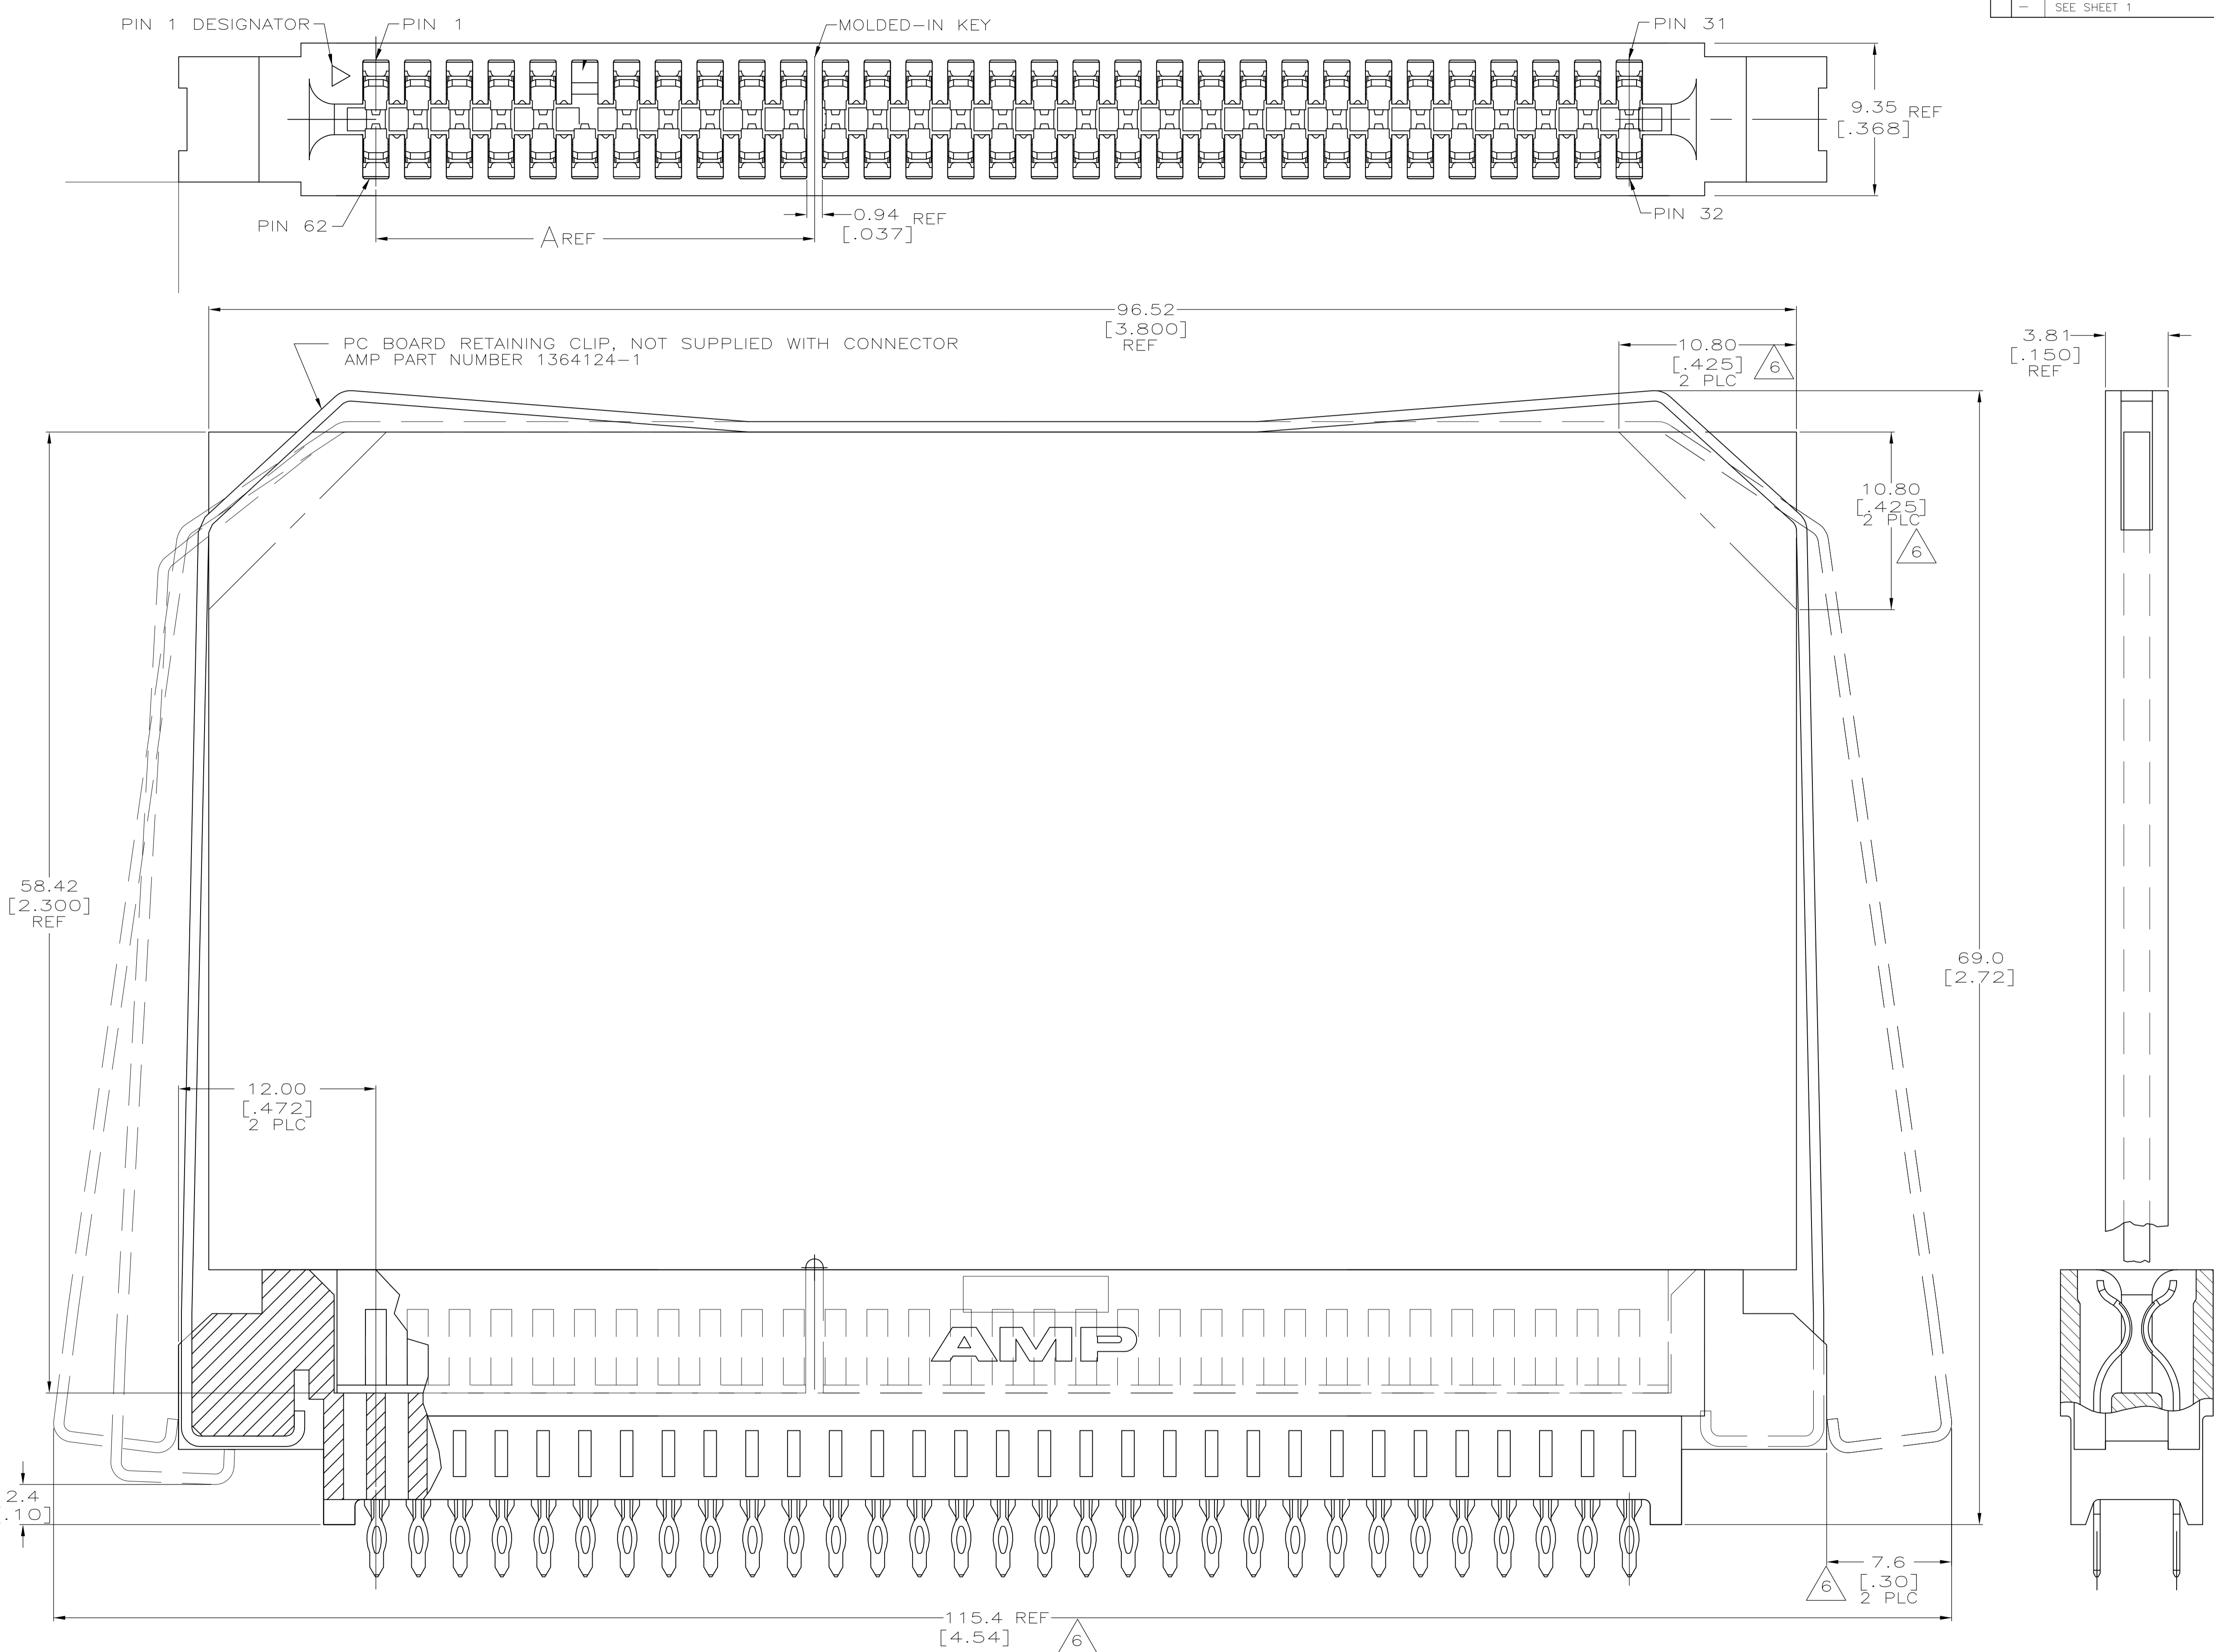 — SEE SHEET 1
PIN 1 DESIGNATOR
PIN 1
MOLDED-IN KEY
PIN 31
9.35 REF
[.368]
PIN 62
A REF
0.94 REF
[.037]
PIN 32
96.52
[3.800]
REF
PC BOARD RETAINING CLIP, NOT SUPPLIED WITH CONNECTOR
AMP PART NUMBER 1364124-1
10.80
[.425]
2 PLC
6
3.81
[.150]
REF
10.80
[.425]
2 PLC
6
58.42
[2.300]
REF
69.0
[2.72]
12.00
[.472]
2 PLC
AMP
2.4
.10]
7.6
[.30]
2 PLC
6
115.4 REF
[4.54]
6